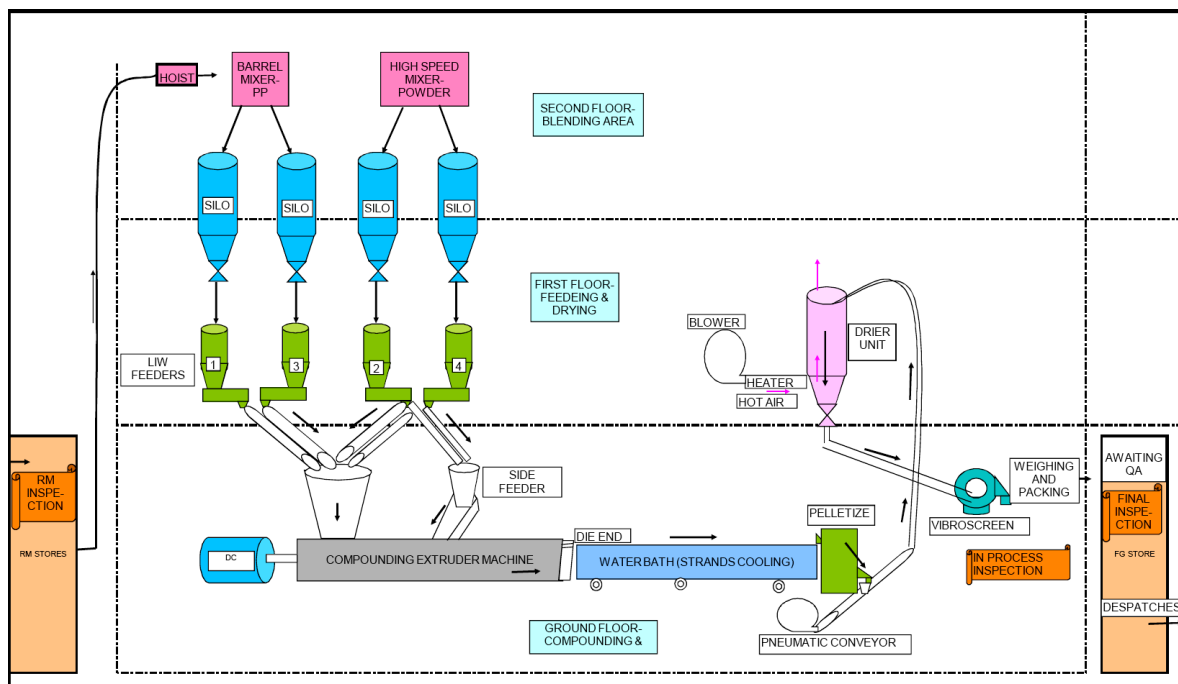 HOIST
BARREL
MIXER-
PP
HIGH SPEED
MIXER-
POWDER
SECOND FLOOR-
BLENDING AREA
SILO
SILO
SILO
SILO
FIRST FLOOR-
FEEDEING &
DRYING
LIW
FEEDERS
1
3
2
4
BLOWER
HEATER
HOT AIR
DRIER
UNIT
RM
INSPE-
CTION
RM STORES
SIDE
FEEDER
DC
COMPOUNDING EXTRUDER MACHINE
DIE END
WATER BATH (STRANDS COOLING)
PELLETIZE
PNEUMATIC CONVEYOR
VIBROSCREEN
WEIGHING
AND
PACKING
IN PROCESS
INSPECTION
GROUND FLOOR-
COMPOUNDING &
AWAITING
QA
FINAL
INSPE-
CTION
FG STORE
DESPATCHES